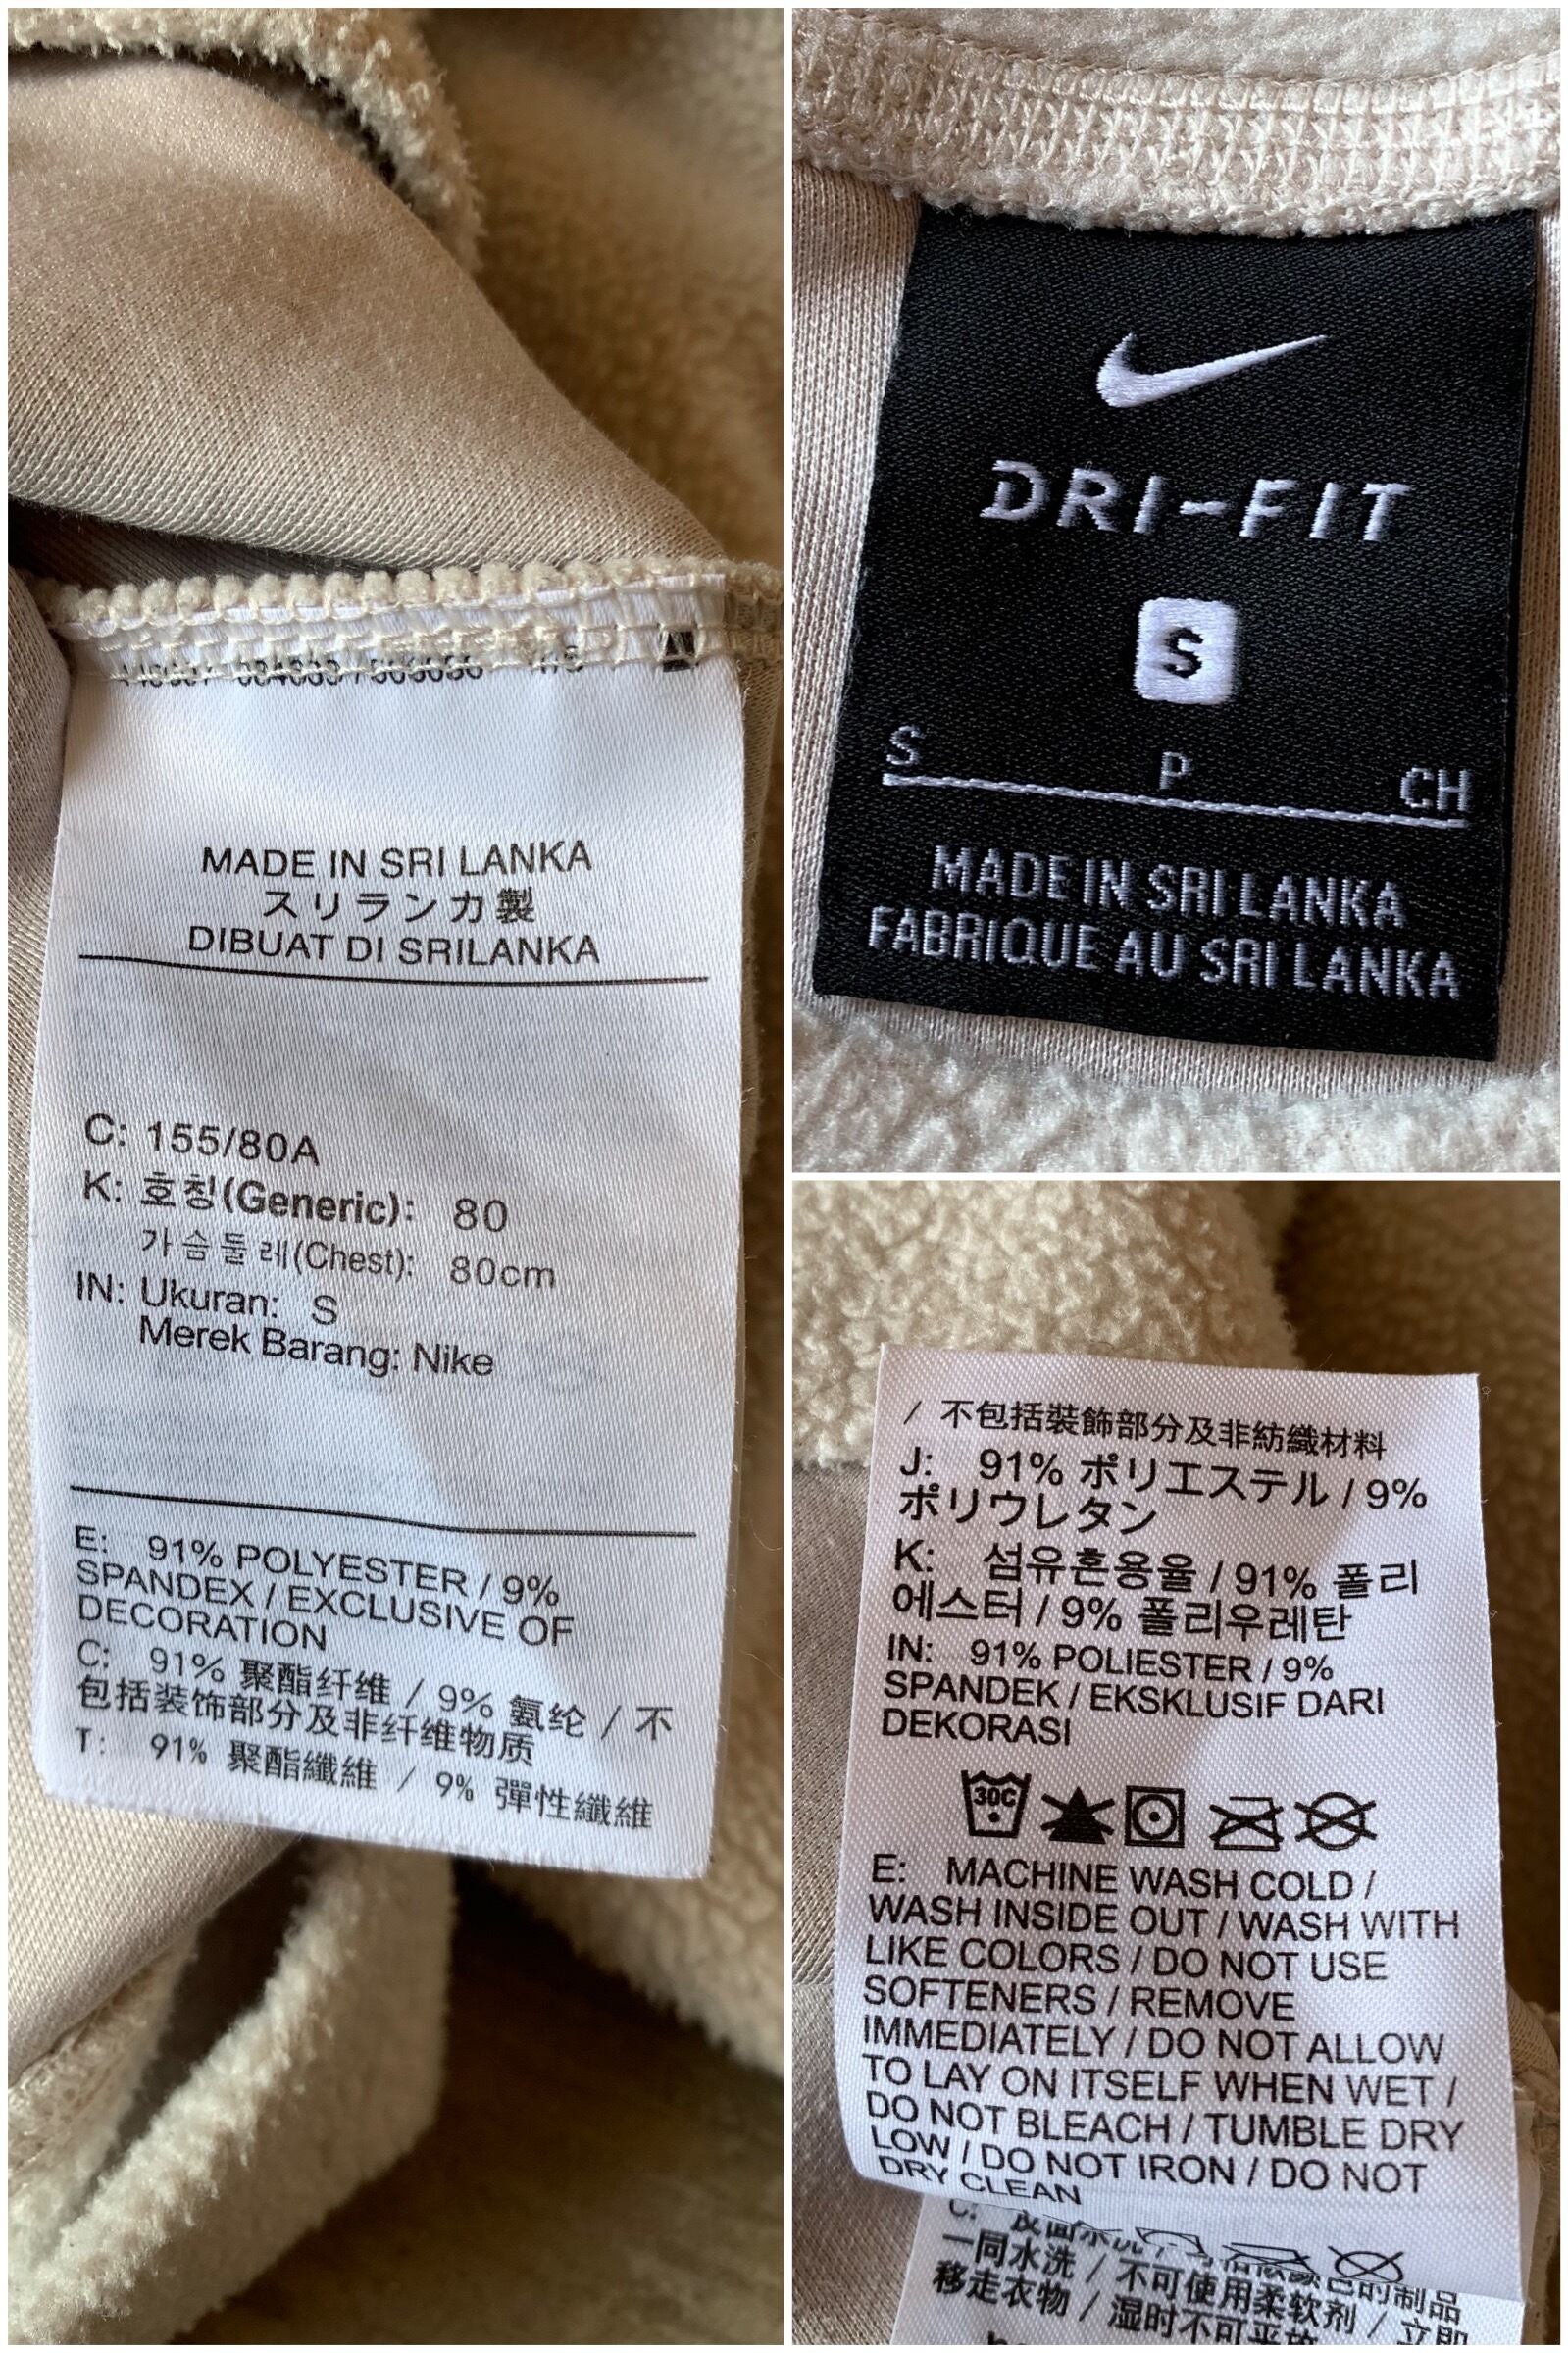 MADE IN SRI LANKA
スリランカ製
DIBUAT DI SRILANKA
C: 155/80A
K: 호칭(Generic): 80
가슴둘레(Chest): 80cm
IN: Ukuran: S
Merek Barang: Nike
E: 91% POLYESTER / 9%
SPANDEX / EXCLUSIVE OF
DECORATION
C: 91% 聚酯纤维 / 9% 氨纶 / 不
包括装饰部分及非纤维物质
T: 91% 聚酯纖維 / 9% 彈性纖維
DRI-FIT
S
S P CH
MADE IN SRI LANKA
FABRIQUE AU SRI LANKA
/ 不包括裝飾部分及非紡織材料
J: 91% ポリエステル / 9%
ポリウレタン
K: 섬유혼용율 / 91% 폴리
에스터 / 9% 폴리우레탄
IN: 91% POLIESTER / 9%
SPANDEK / EKSKLUSIF DARI
DEKORASI
30C
E: MACHINE WASH COLD /
WASH INSIDE OUT / WASH WITH
LIKE COLORS / DO NOT USE
SOFTENERS / REMOVE
IMMEDIATELY / DO NOT ALLOW
TO LAY ON ITSELF WHEN WET /
DO NOT BLEACH / TUMBLE DRY
LOW / DO NOT IRON / DO NOT
DRY CLEAN
的制品
一同水洗 / 不可使用柔软剂 / 立即
移走衣物 / 湿时不可平放